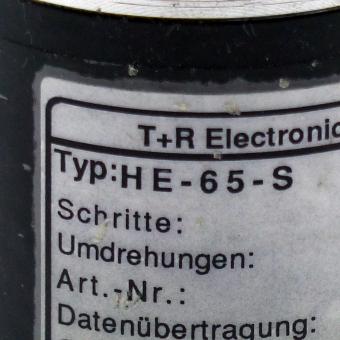 T+R Electronic
Typ:HE-65-S
Schritte:
Umdrehungen:
Art.-Nr.:
Datenübertragung: